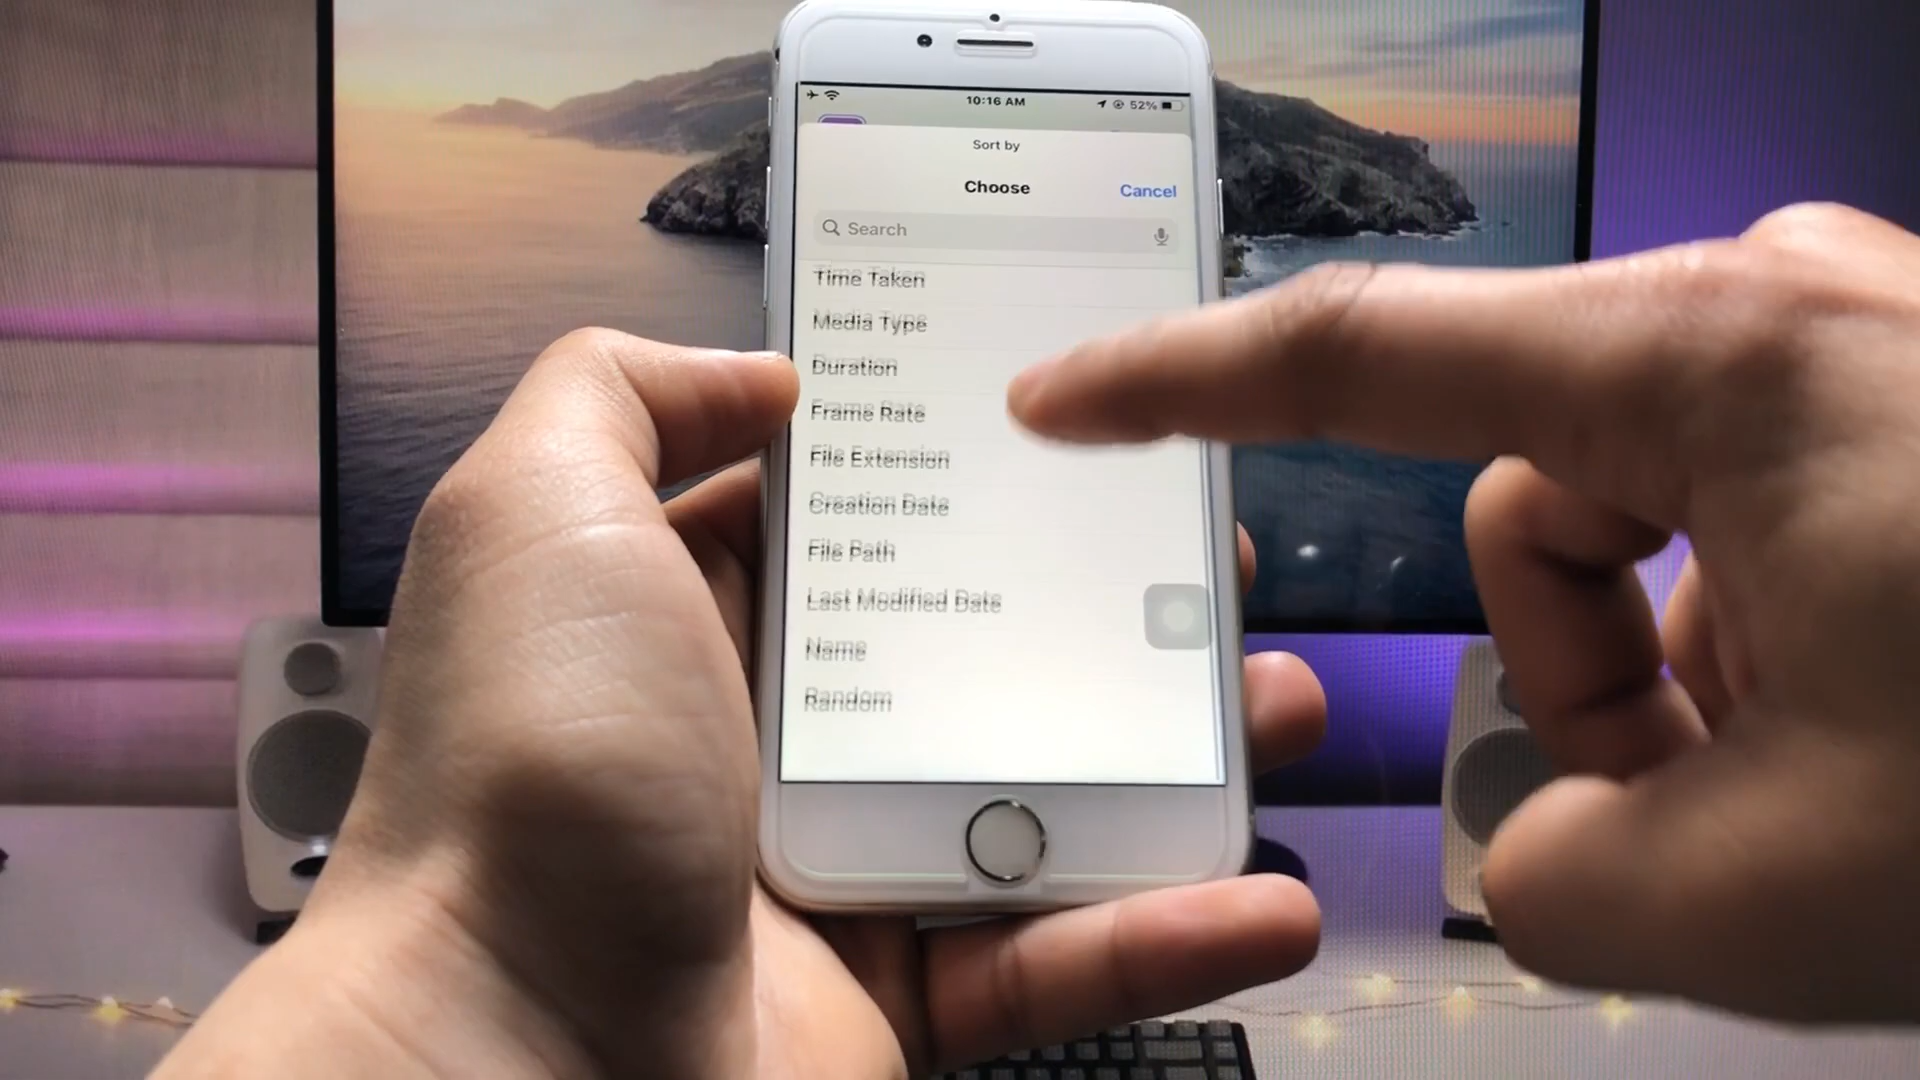 10:16 AM
52%
Sort by
Choose
Cancel
Search
Time Taken
Media Type
Duration
Frame Rate
File Extension
Creation Date
File Path
Last Modified Date
Name
Random